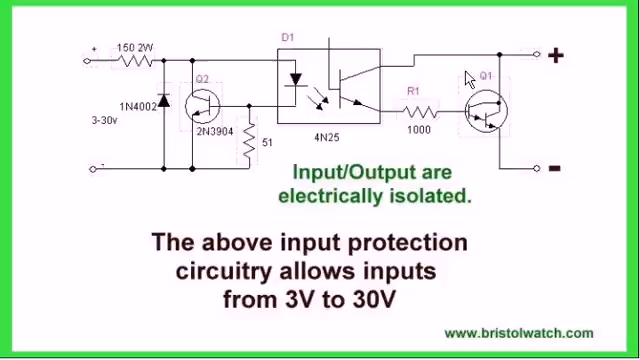 D1
+ 150 2W
+
Q2
Q1
1N4002
R1
3-30v
2N3904
51
4N25
1000
-
-
Input/Output are
electrically isolated.
The above input protection
circuitry allows inputs
from 3V to 30V
www.bristolwatch.com